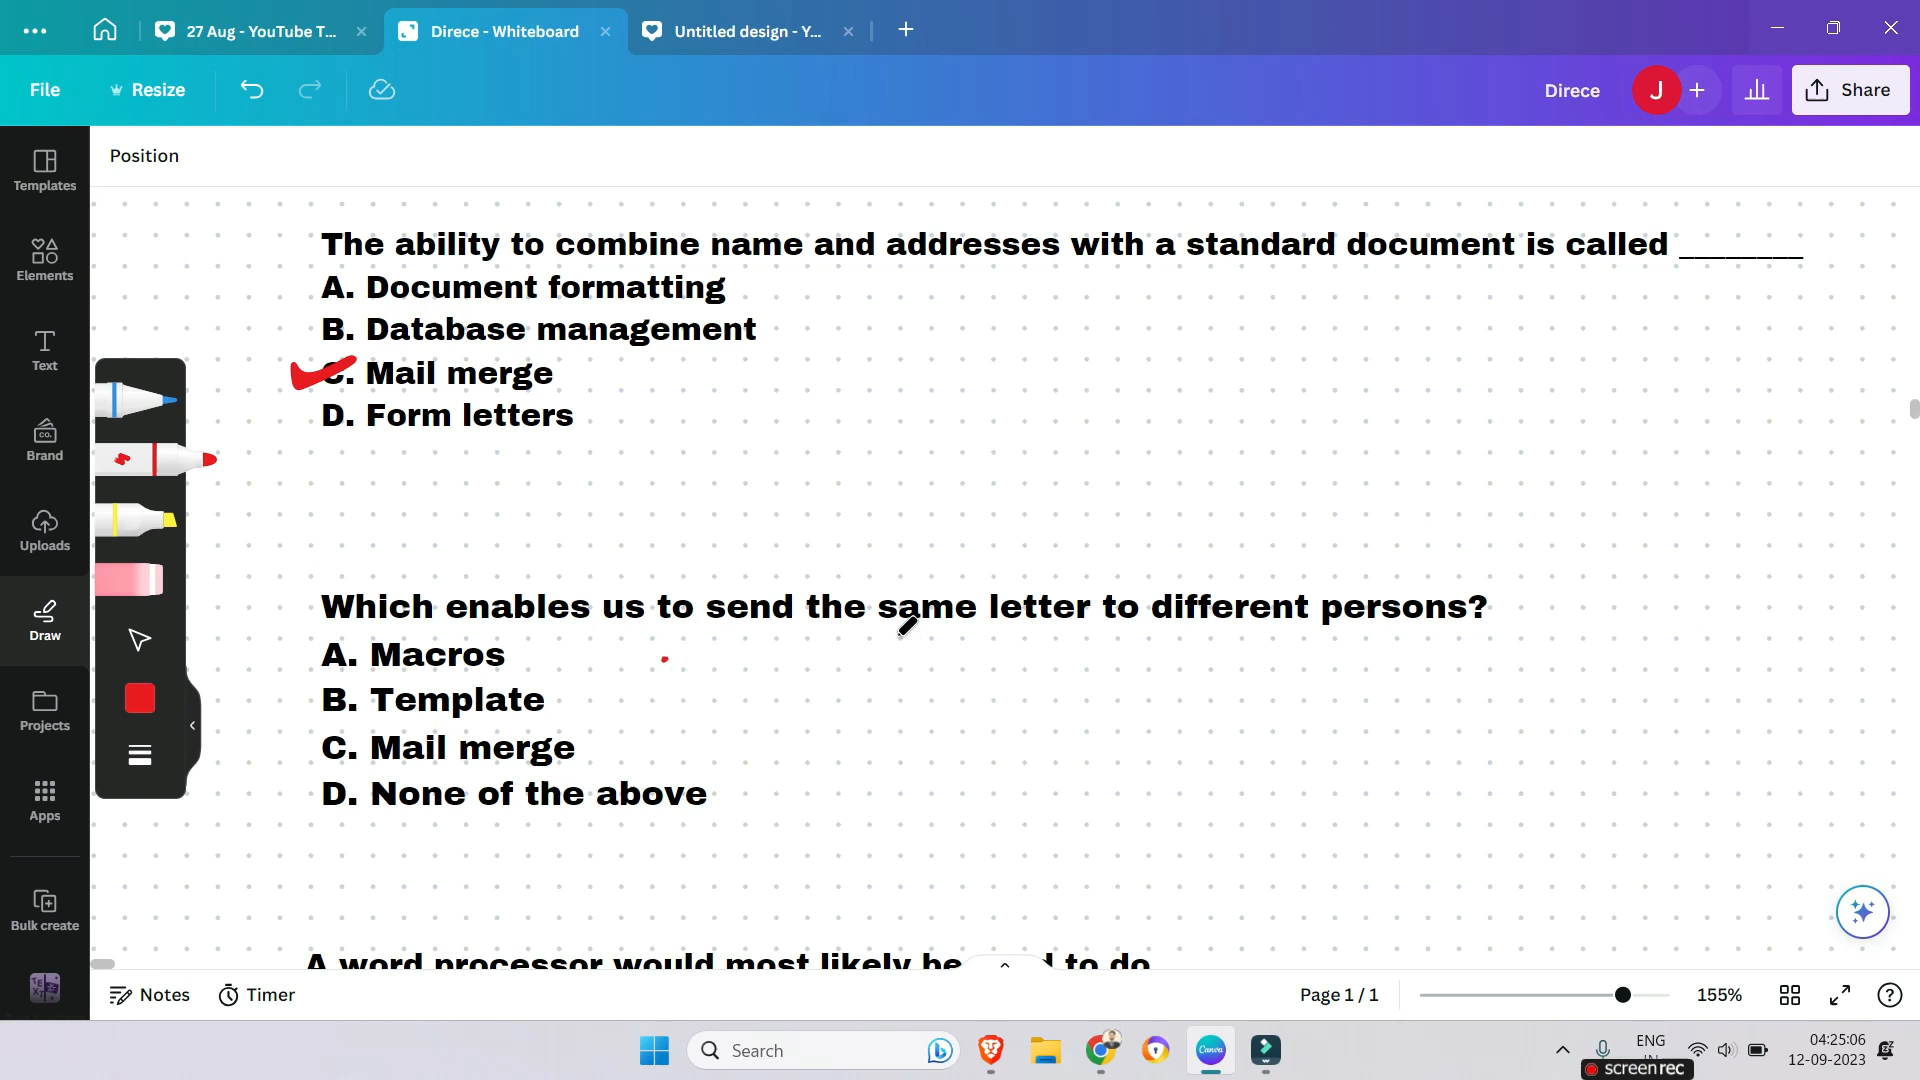 27 Aug - YouTube T...
Direce - Whiteboard
Untitled design - Y...
File
Resize
Direce
J
Share
Templates
Elements
Text
CO.
Brand
Uploads
Draw
Projects
Apps
Bulk create
Position
The ability to combine name and addresses with a standard document is called ________
A. Document formatting
B. Database management
C. Mail merge
D. Form letters
Which enables us to send the same letter to different persons?
A. Macros
B. Template
C. Mail merge
D. None of the above
A word processor would most likely be
to do
Notes
Timer
Page 1 / 1
155%
Search
Canva
ENG
IN
04:25:06
12-09-2023
screenrec